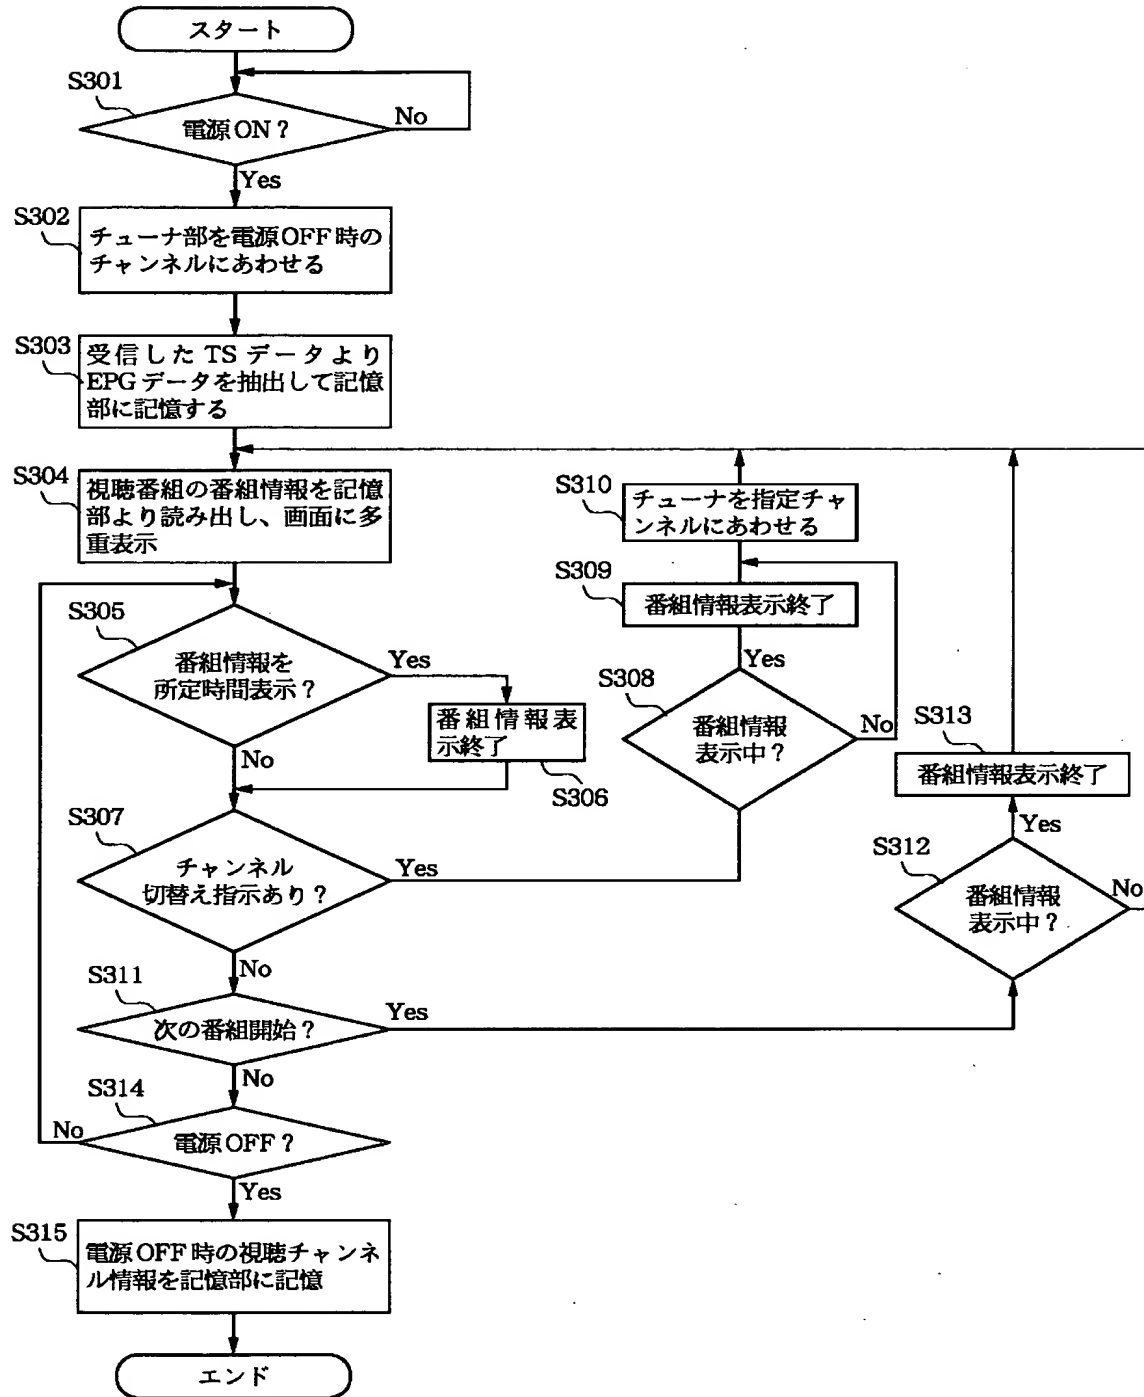 スタート
S301
電源ON？
No
Yes
S302
チューナ部を電源OFF時の
チャンネルにあわせる
S303
受信したTSデータより
EPGデータを抽出して記憶
部に記憶する
S304
視聴番組の番組情報を記憶
部より読み出し、画面に多
重表示
S305
番組情報を
所定時間表示？
Yes
No
番組情報表
示終了
S306
S307
チャンネル
切替え指示あり？
Yes
No
S308
番組情報
表示中？
Yes
No
S309
番組情報表示終了
S310
チューナを指定チャ
ンネルにあわせる
S311
次の番組開始？
Yes
No
S312
番組情報
表示中？
Yes
No
S313
番組情報表示終了
S314
電源OFF？
No
Yes
S315
電源OFF時の視聴チャンネ
ル情報を記憶部に記憶
エンド